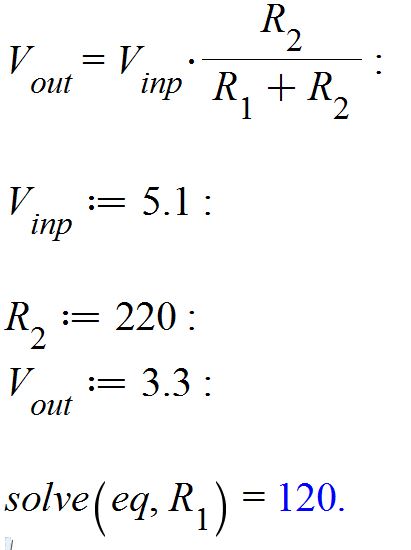 V_out = V_inp · R_2 / (R_1 + R_2) :
V_inp := 5.1 :
R_2 := 220 :
V_out := 3.3 :
solve(eq, R_1) = 120.